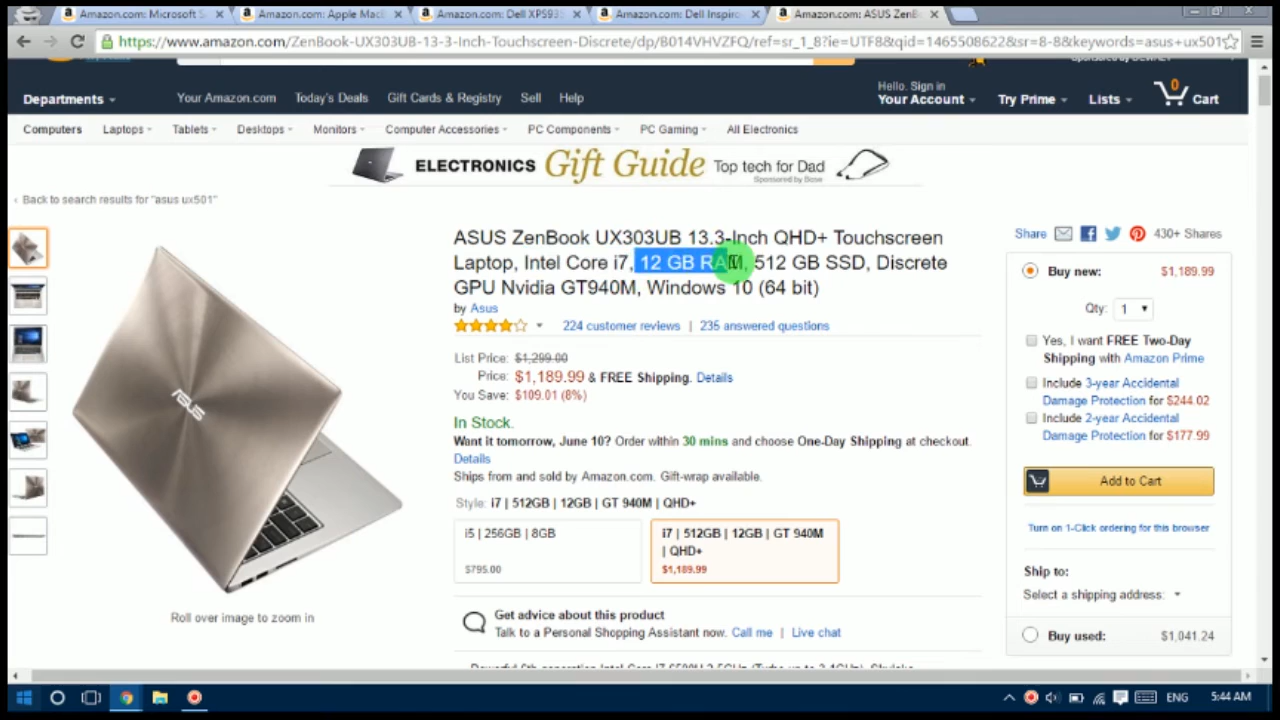 Amazon.com: Microsoft S
Amazon.com: Apple Mac
Amazon.com: Dell XPS93
Amazon.com: Dell Inspiro
Amazon.com: ASUS ZenB
https://www.amazon.com/ZenBook-UX303UB-13-3-Inch-Touchscreen-Discrete/dp/B014VHVZFQ/ref=sr_1_8?ie=UTF8&qid=1465508622&sr=8-8&keywords=asus+ux501
Departments
Your Amazon.com
Today's Deals
Gift Cards & Registry
Sell
Help
Hello. Sign in
Your Account
Try Prime
Lists
0
Cart
Computers
Laptops
Tablets
Desktops
Monitors
Computer Accessories
PC Components
PC Gaming
All Electronics
ELECTRONICS Gift Guide Top tech for Dad
Sponsored by Bose
‹ Back to search results for "asus ux501"
ASUS ZenBook UX303UB 13.3-Inch QHD+ Touchscreen
Laptop, Intel Core i7, 12 GB RAM, 512 GB SSD, Discrete
GPU Nvidia GT940M, Windows 10 (64 bit)
by Asus
224 customer reviews | 235 answered questions
List Price: $1,299.00
Price: $1,189.99 & FREE Shipping. Details
You Save: $109.01 (8%)
In Stock.
Want it tomorrow, June 10? Order within 30 mins and choose One-Day Shipping at checkout.
Details
Ships from and sold by Amazon.com. Gift-wrap available.
Style: i7 | 512GB | 12GB | GT 940M | QHD+
i5 | 256GB | 8GB
$795.00
i7 | 512GB | 12GB | GT 940M
| QHD+
$1,189.99
Get advice about this product
Talk to a Personal Shopping Assistant now. Call me | Live chat
ASUS
Roll over image to zoom in
Share
430+ Shares
Buy new: $1,189.99
Qty: 1
Yes, I want FREE Two-Day
Shipping with Amazon Prime
Include 3-year Accidental
Damage Protection for $244.02
Include 2-year Accidental
Damage Protection for $177.99
Add to Cart
Turn on 1-Click ordering for this browser
Ship to:
Select a shipping address:
Buy used: $1,041.24
ENG
5:44 AM